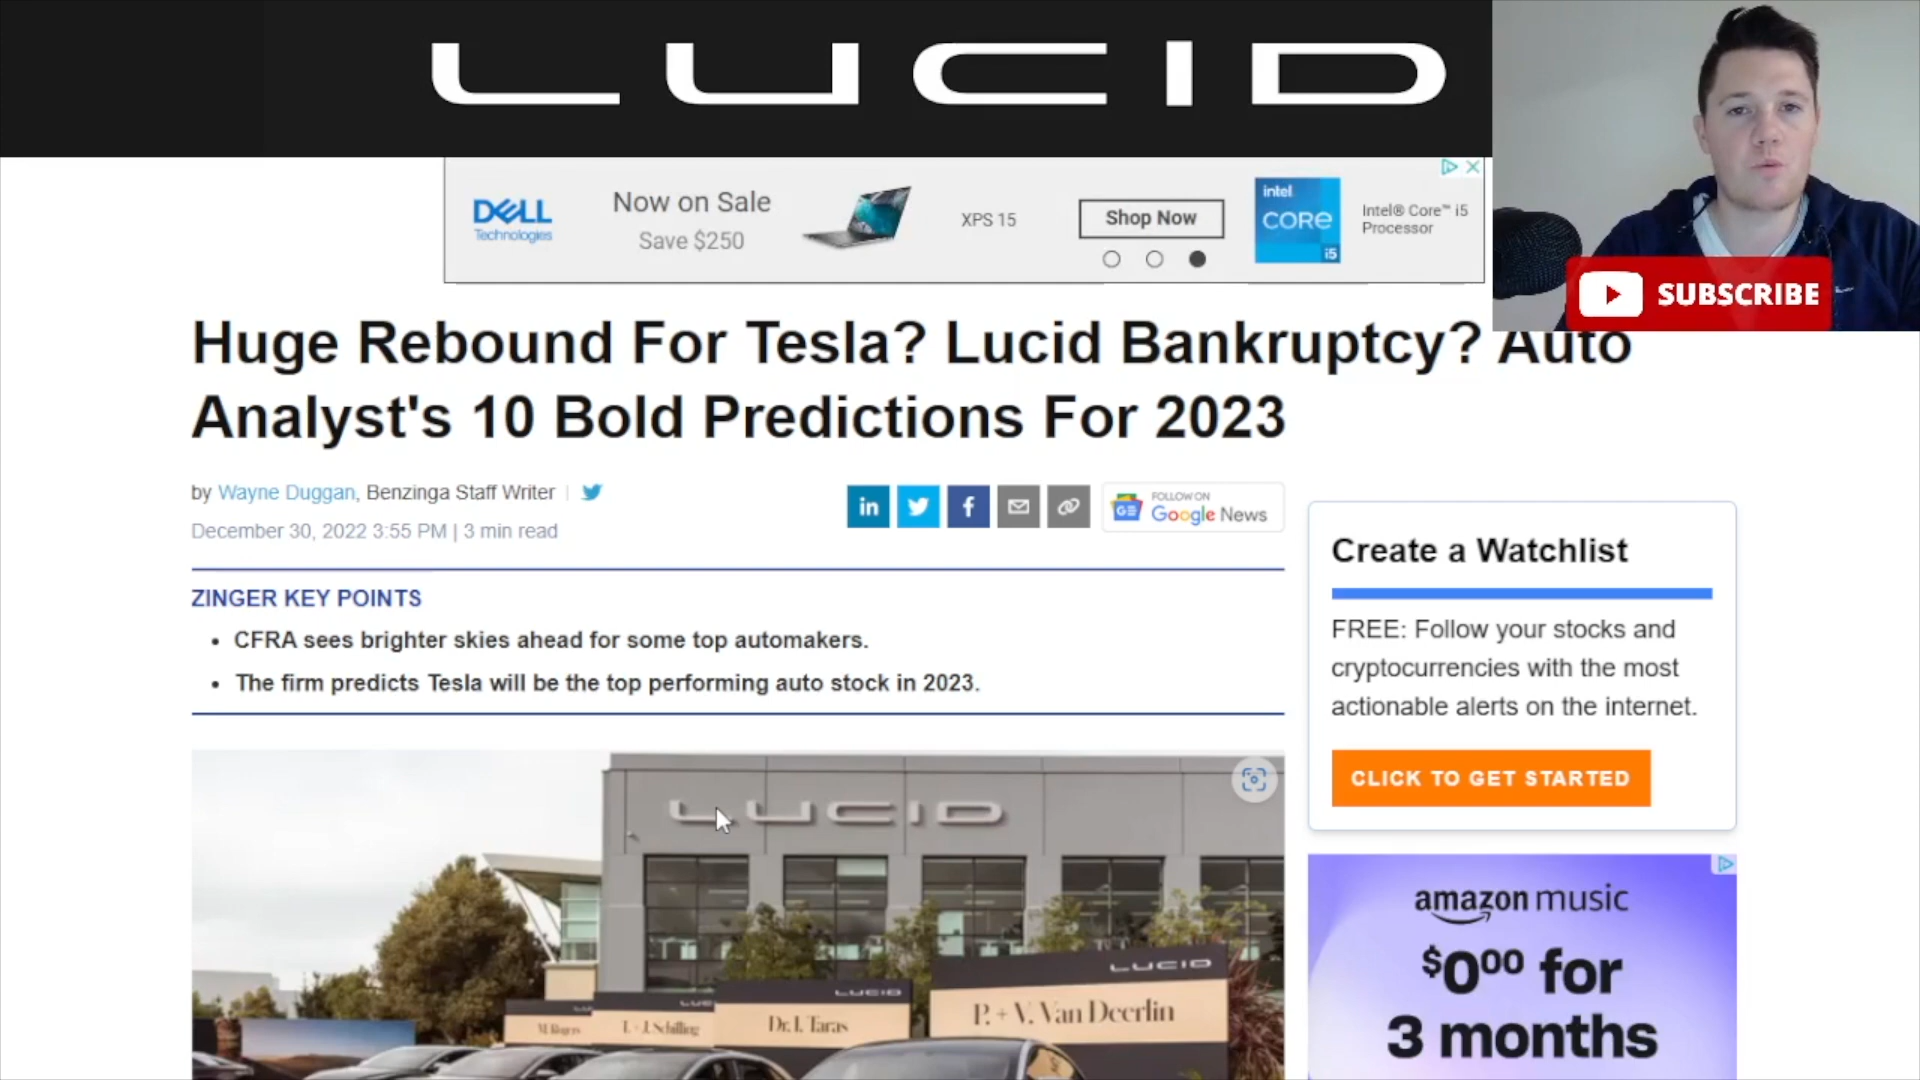 LUCID
DELL
Technologies
Now on Sale
Save $250
XPS 15
Shop Now
intel
CORE
i5
Intel® Core™ i5
Processor
SUBSCRIBE
Huge Rebound For Tesla? Lucid Bankruptcy? Auto
Analyst's 10 Bold Predictions For 2023
by Wayne Duggan, Benzinga Staff Writer
December 30, 2022 3:55 PM | 3 min read
in
f
FOLLOW ON
GE
Google News
ZINGER KEY POINTS
• CFRA sees brighter skies ahead for some top automakers.
• The firm predicts Tesla will be the top performing auto stock in 2023.
Create a Watchlist
FREE: Follow your stocks and
cryptocurrencies with the most
actionable alerts on the internet.
CLICK TO GET STARTED
LUCID
LUCID
LUCID
M. Rogers
Dr. I. Taras
P. + V. Van Deerlin
amazon music
$0⁰⁰ for
3 months